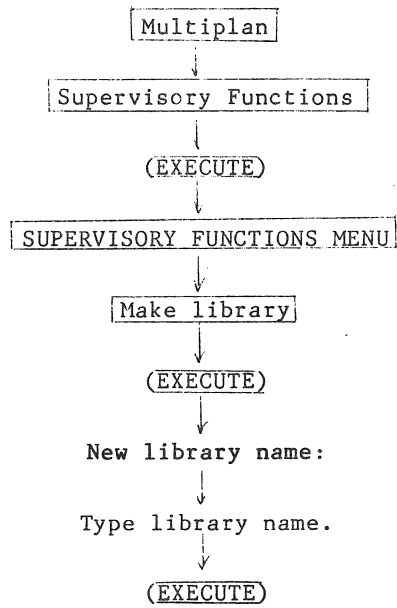 Multiplan
Supervisory Functions
(EXECUTE)
SUPERVISORY FUNCTIONS MENU
Make library
(EXECUTE)
New library name:
Type library name.
(EXECUTE)